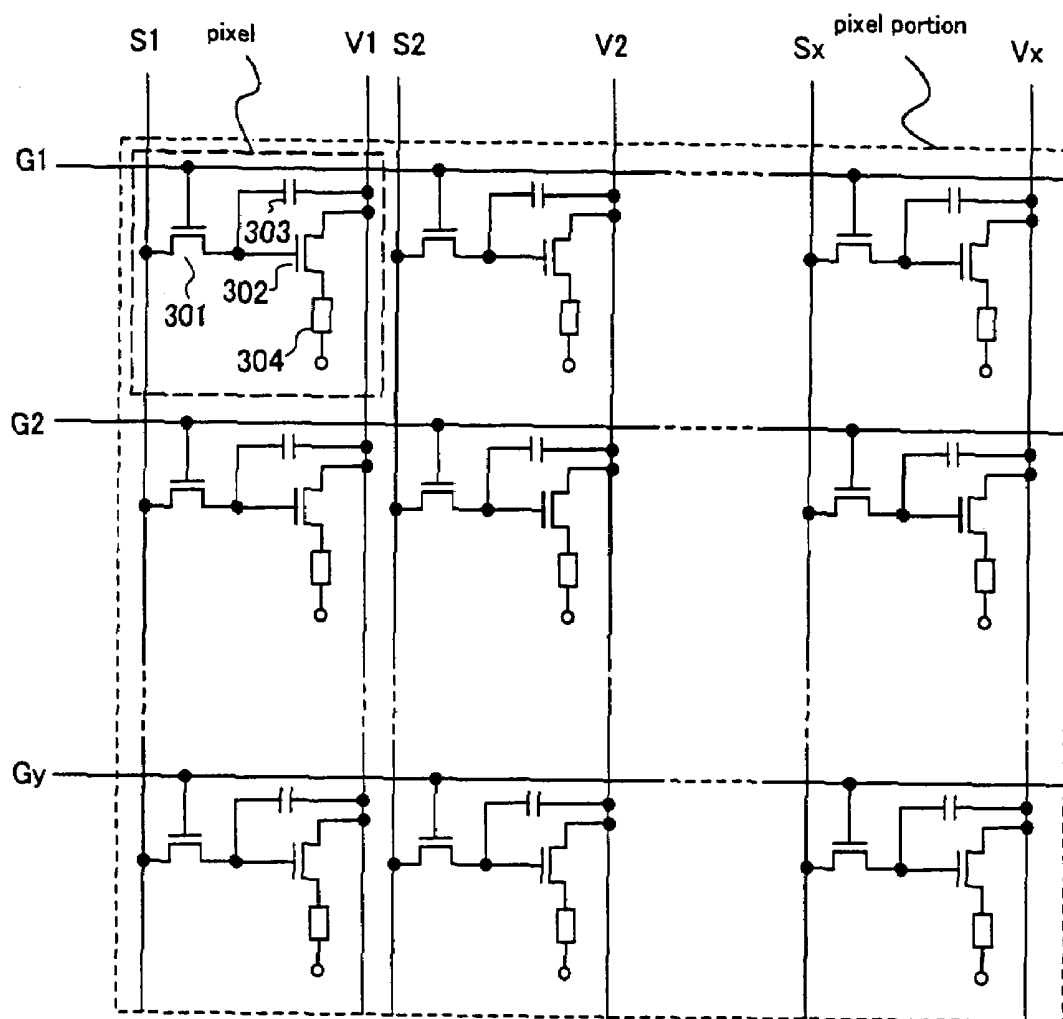 S1 pixel V1 S2 V2 Sx pixel portion Vx
G1
303
301
302
304
G2
Gy